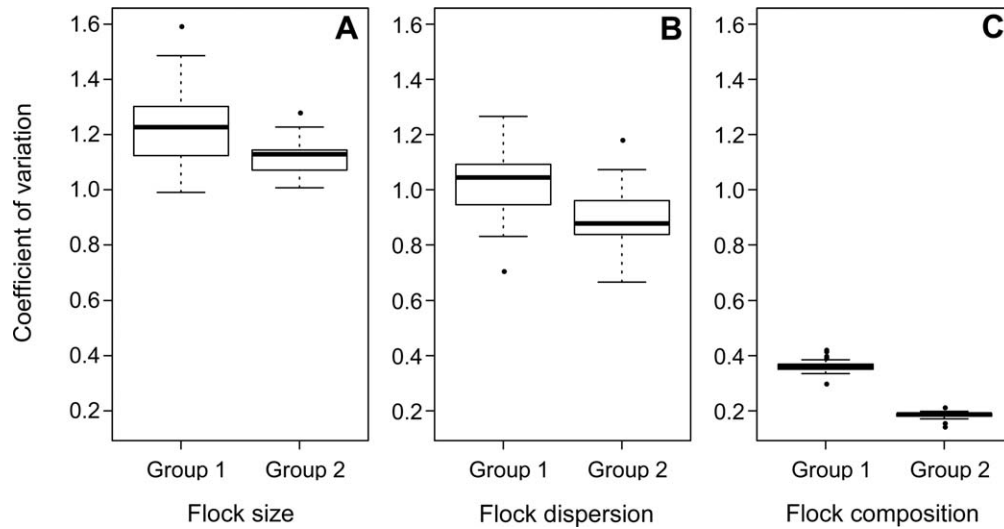 Coefficient of variation
A
1.6
1.4
1.2
1.0
0.8
0.6
0.4
0.2
Group 1 Group 2
Flock size
B
1.6
1.4
1.2
1.0
0.8
0.6
0.4
0.2
Group 1 Group 2
Flock dispersion
C
1.6
1.4
1.2
1.0
0.8
0.6
0.4
0.2
Group 1 Group 2
Flock composition